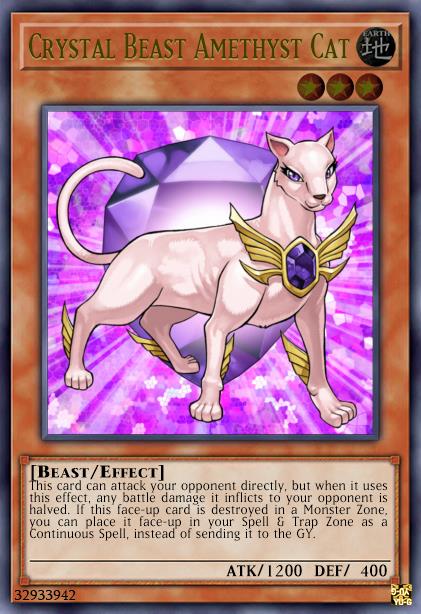 CRYSTAL BEAST AMETHYST CAT
EARTH
地
[BEAST/EFFECT]
This card can attack your opponent directly, but when it uses
this effect, any battle damage it inflicts to your opponent is
halved. If this face-up card is destroyed in a Monster Zone,
you can place it face-up in your Spell & Trap Zone as a
Continuous Spell, instead of sending it to the GY.
ATK/1200 DEF/ 400
32933942